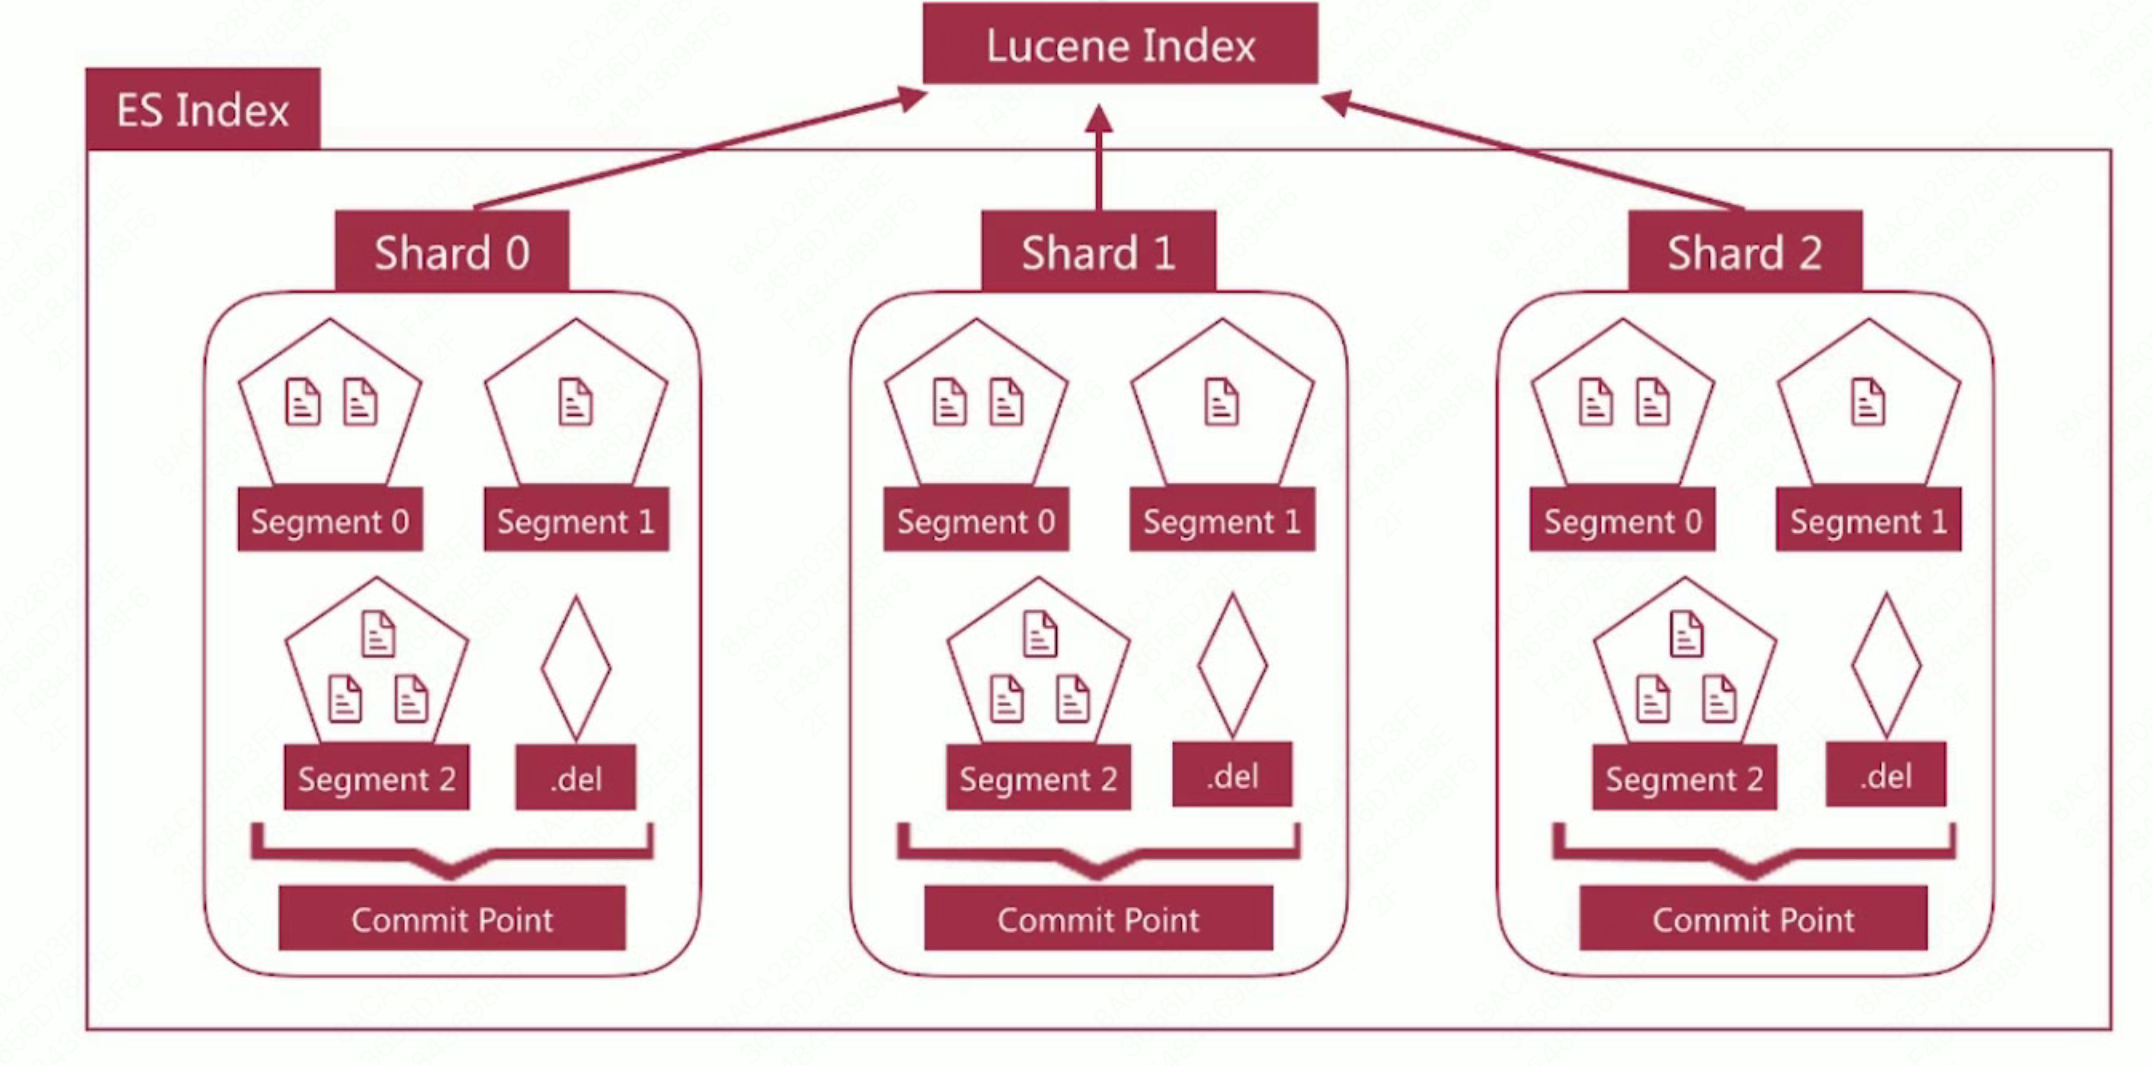 Lucene Index
ES Index
Shard 0
Shard 1
Shard 2
Segment 0
Segment 1
Segment 0
Segment 1
Segment 0
Segment 1
Segment 2
.del
Segment 2
.del
Segment 2
.del
Commit Point
Commit Point
Commit Point